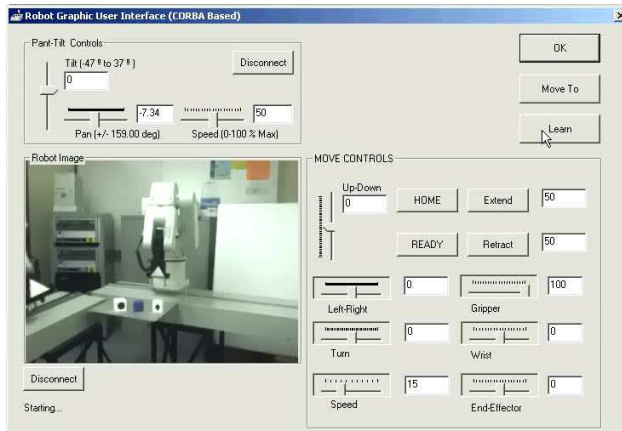 Robot Graphic User Interface (CORBA Based)
Pant-Tilt Controls
Tilt (-47 º to 37 º )
0
Disconnect
-7.34
50
Pan (+/- 159.00 deg)
Speed (0-100 % Max)
OK
Move To
Learn
Robot Image
MOVE CONTROLS
Up-Down
0
HOME
Extend
50
READY
Retract
50
0
100
Left-Right
Gripper
0
0
Turn
Wrist
15
0
Speed
End-Effector
Disconnect
Starting...